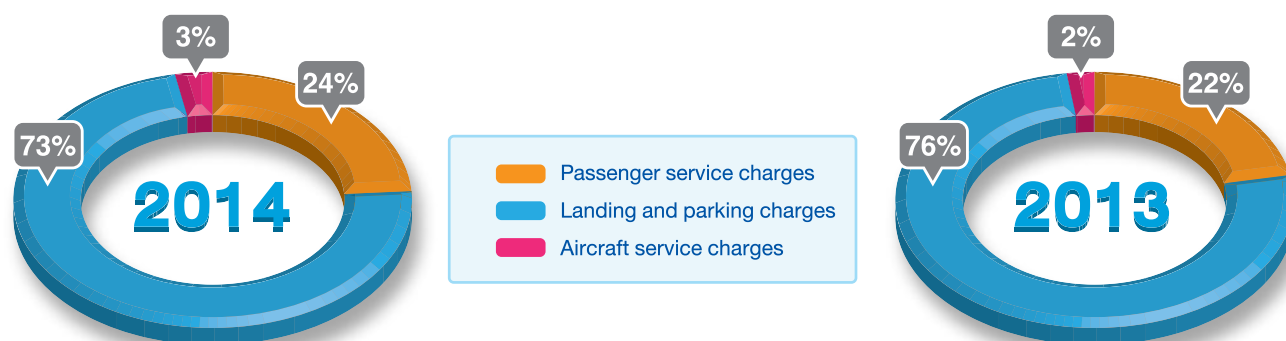 3%
24%
73%
2014
Passenger service charges
Landing and parking charges
Aircraft service charges
2%
22%
76%
2013